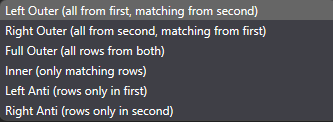 Left Outer (all from first, matching from second)
Right Outer (all from second, matching from first)
Full Outer (all rows from both)
Inner (only matching rows)
Left Anti (rows only in first)
Right Anti (rows only in second)